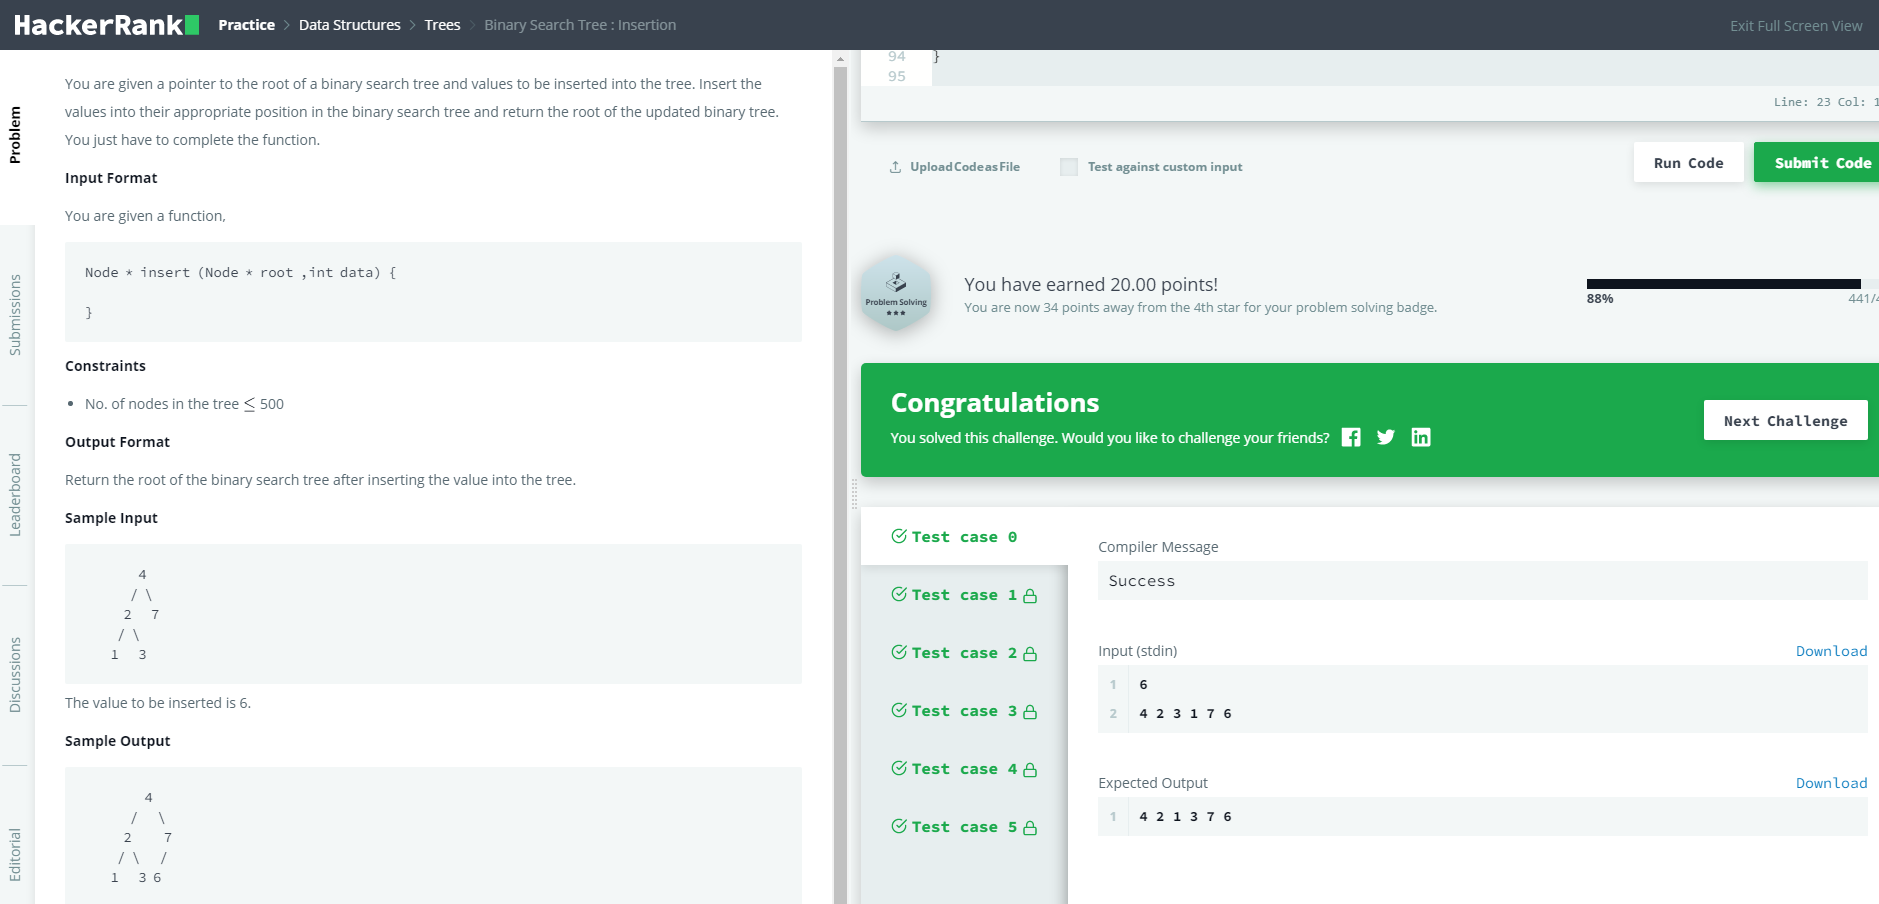 HackerRank
Practice > Data Structures > Trees > Binary Search Tree : Insertion
Exit Full Screen View
Problem
Submissions
Leaderboard
Discussions
Editorial
You are given a pointer to the root of a binary search tree and values to be inserted into the tree. Insert the
values into their appropriate position in the binary search tree and return the root of the updated binary tree.
You just have to complete the function.
Input Format
You are given a function,
Node * insert (Node * root ,int data) {
}
Constraints
• No. of nodes in the tree ≤ 500
Output Format
Return the root of the binary search tree after inserting the value into the tree.
Sample Input
4
/ \
2 7
/ \
1 3
The value to be inserted is 6.
Sample Output
4
/ \
2 7
/ \ /
1 3 6
94 }
95
Line: 23 Col: 1
Upload Code as File
Test against custom input
Run Code
Submit Code
Problem Solving
★★★
You have earned 20.00 points!
You are now 34 points away from the 4th star for your problem solving badge.
88%
441/4
Congratulations
You solved this challenge. Would you like to challenge your friends?
Next Challenge
Test case 0
Test case 1
Test case 2
Test case 3
Test case 4
Test case 5
Compiler Message
Success
Input (stdin)
Download
1 6
2 4 2 3 1 7 6
Expected Output
Download
1 4 2 1 3 7 6